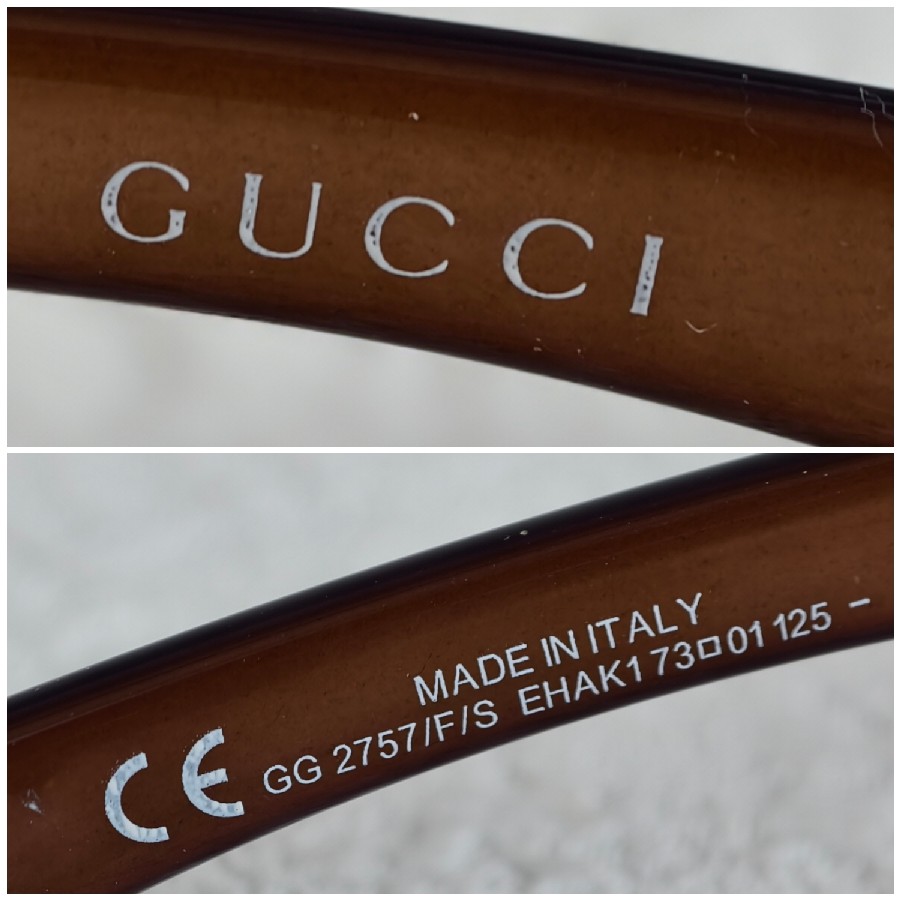 GUCCI
MADE IN ITALY
CE GG 2757/F/S EHAK1 73□01 125 -